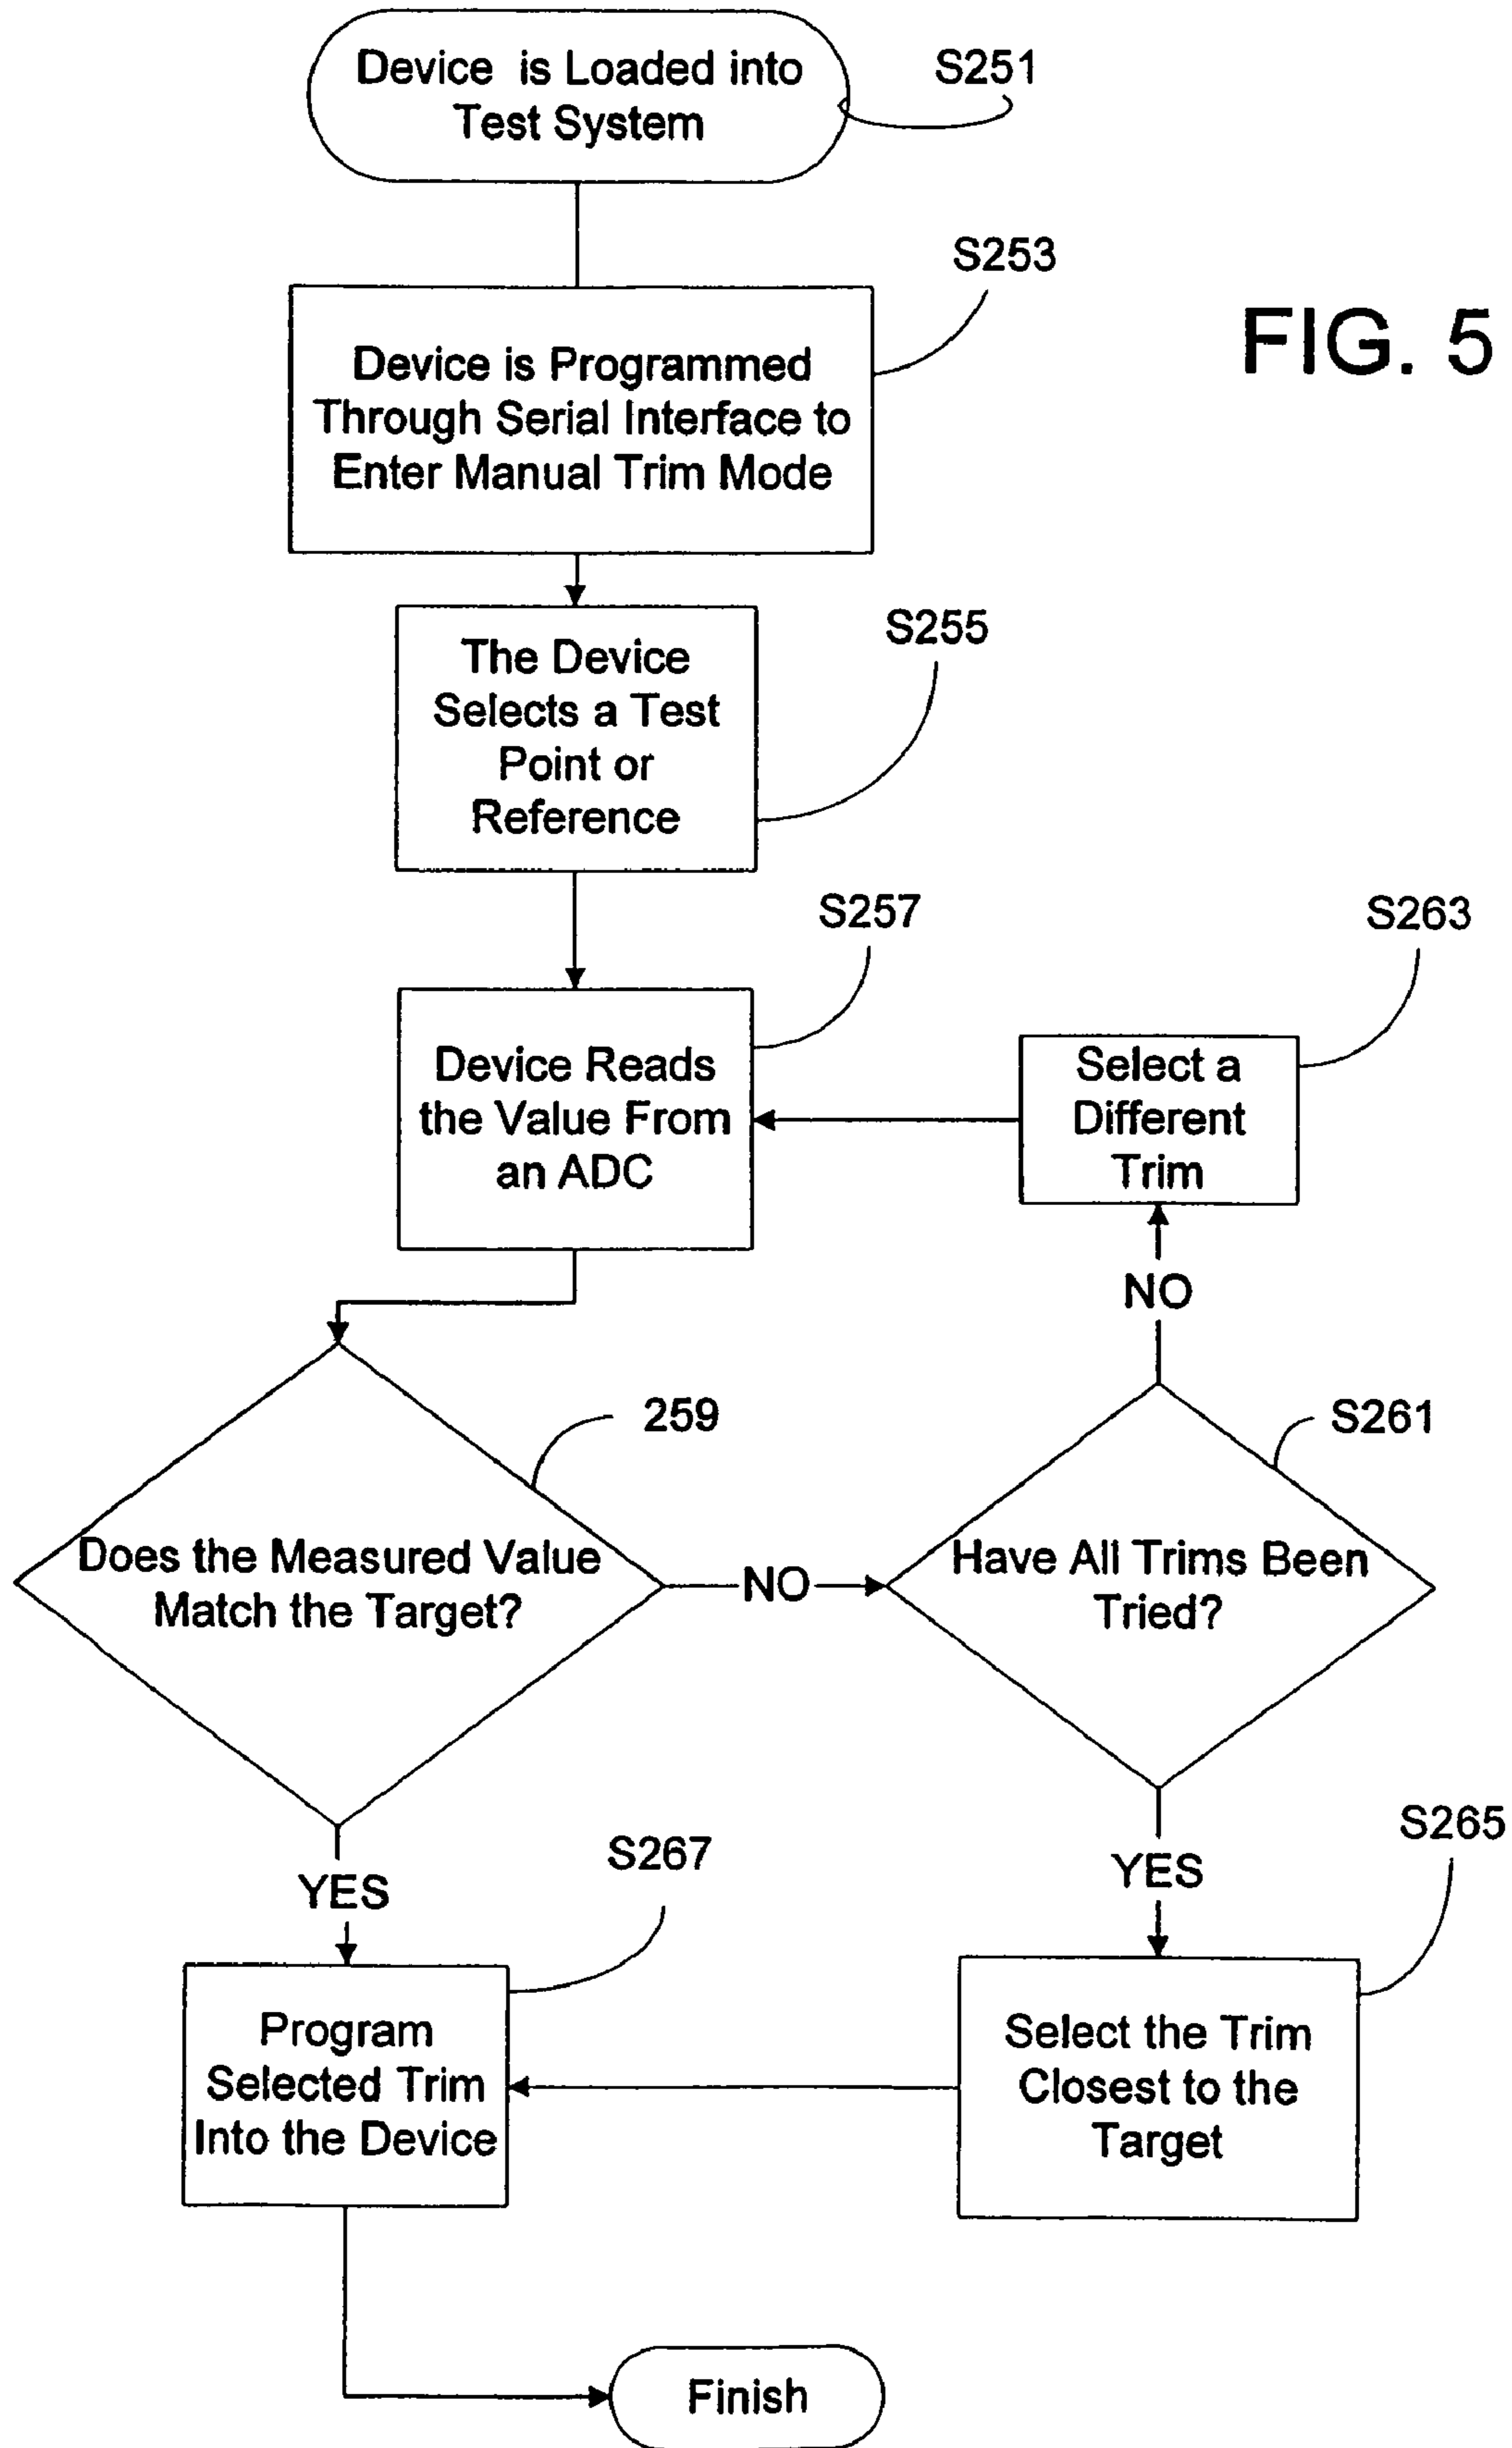 Device is Loaded into
Test System
S251
S253
FIG. 5
Device is Programmed
Through Serial Interface to
Enter Manual Trim Mode
S255
The Device
Selects a Test
Point or
Reference
S257
S263
Device Reads
the Value From
an ADC
Select a
Different
Trim
NO
259
S261
Does the Measured Value
Match the Target?
NO
Have All Trims Been
Tried?
S267
S265
YES
YES
Program
Selected Trim
Into the Device
Select the Trim
Closest to the
Target
Finish